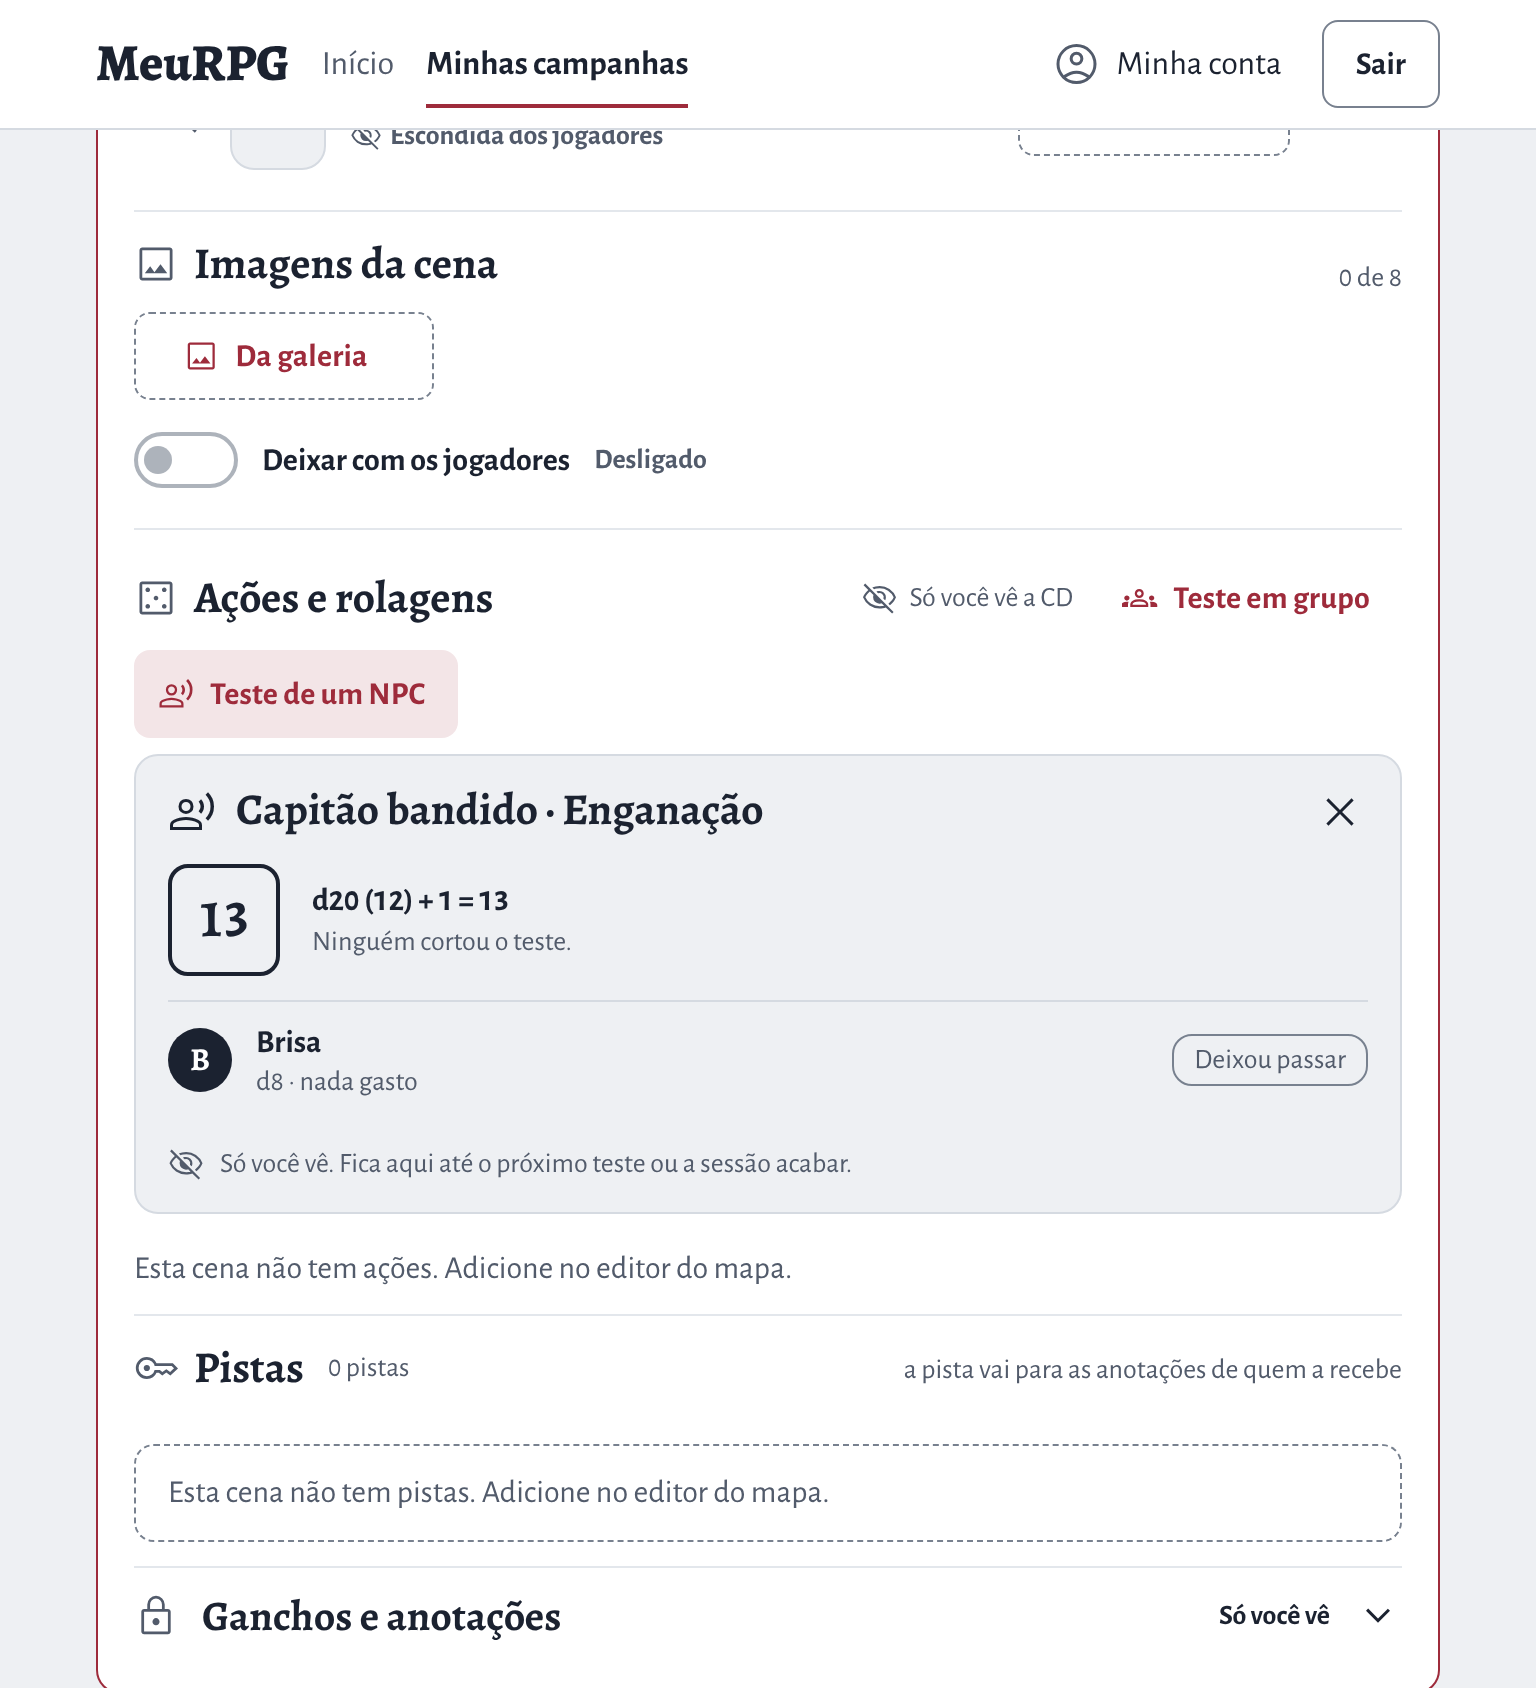 MeuRPG Início Minhas campanhas Minha conta Sair
Escondida dos jogadores
Imagens da cena 0 de 8
Da galeria
Deixar com os jogadores Desligado
Ações e rolagens Só você vê a CD Teste em grupo
Teste de um NPC
Capitão bandido · Enganação
13
d20 (12) + 1 = 13
Ninguém cortou o teste.
B
Brisa
d8 · nada gasto
Deixou passar
Só você vê. Fica aqui até o próximo teste ou a sessão acabar.
Esta cena não tem ações. Adicione no editor do mapa.
Pistas 0 pistas a pista vai para as anotações de quem a recebe
Esta cena não tem pistas. Adicione no editor do mapa.
Ganchos e anotações Só você vê